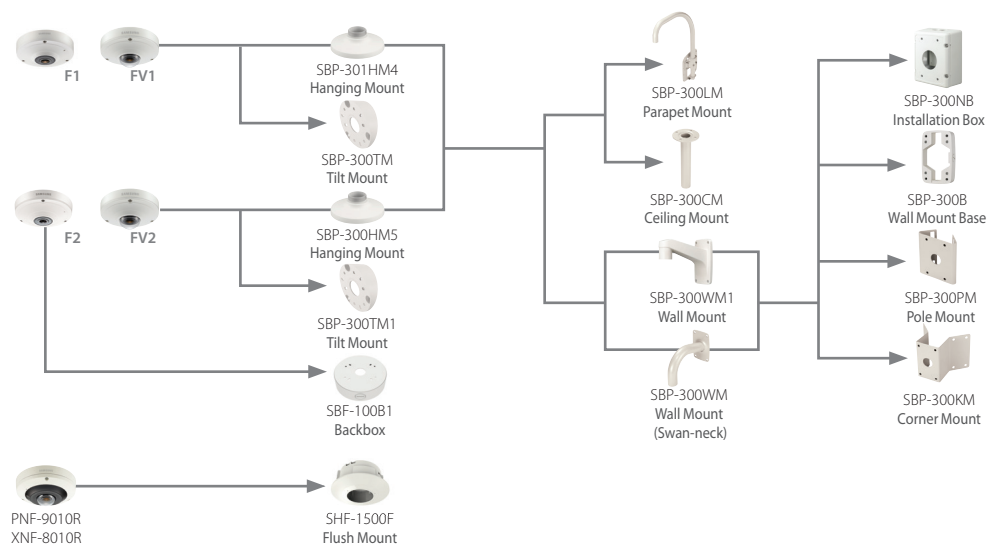 F1
FV1
SBP-301HM4
Hanging Mount
SBP-300TM
Tilt Mount
F2
FV2
SBP-300HM5
Hanging Mount
SBP-300TM1
Tilt Mount
SBF-100B1
Backbox
PNF-9010R
XNF-8010R
SHF-1500F
Flush Mount
SBP-300LM
Parapet Mount
SBP-300CM
Ceiling Mount
SBP-300WM1
Wall Mount
SBP-300WM
Wall Mount
(Swan-neck)
SBP-300NB
Installation Box
SBP-300B
Wall Mount Base
SBP-300PM
Pole Mount
SBP-300KM
Corner Mount